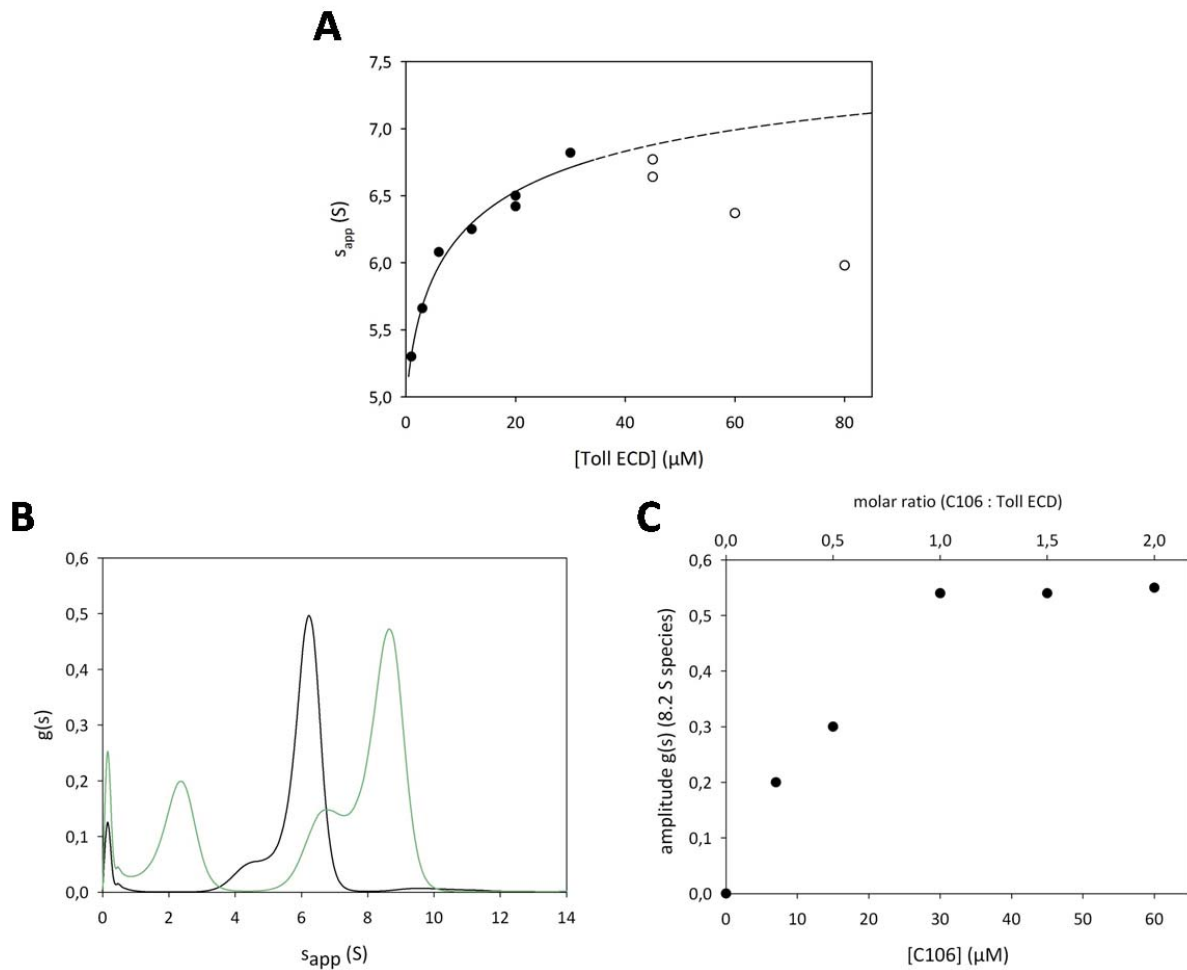 A
7,5
7,0
6,5
6,0
5,5
5,0
s_app (S)
0 20 40 60 80
[Toll ECD] (μM)
B
0,6
0,5
0,4
0,3
0,2
0,1
0,0
g(s)
0 2 4 6 8 10 12 14
s_app (S)
C
molar ratio (C106 : Toll ECD)
0,0 0,5 1,0 1,5 2,0
0,6
0,5
0,4
0,3
0,2
0,1
0,0
amplitude g(s) (8.2 S species)
0 10 20 30 40 50 60
[C106] (μM)